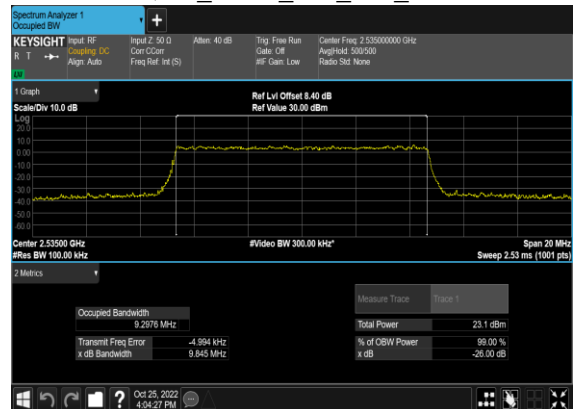 Spectrum Analyzer 1
Occupied BW
+
KEYSIGHT
R T
LXI
Input: RF
Coupling: DC
Align: Auto
Input Z: 50 Ω
Corr CCorr
Freq Ref: Int (S)
Atten: 40 dB
Trig: Free Run
Gate: Off
#IF Gain: Low
Center Freq: 2.535000000 GHz
Avg|Hold: 500/500
Radio Std: None
1 Graph
Scale/Div 10.0 dB
Ref Lvl Offset 8.40 dB
Ref Value 30.00 dBm
Log
20.0
10.0
0.00
-10.0
-20.0
-30.0
-40.0
-50.0
-60.0
Center 2.53500 GHz
#Res BW 100.00 kHz
#Video BW 300.00 kHz*
Span 20 MHz
Sweep 2.53 ms (1001 pts)
2 Metrics
Measure Trace Trace 1
Occupied Bandwidth
9.2976 MHz
Total Power 23.1 dBm
Transmit Freq Error -4.994 kHz
% of OBW Power 99.00 %
x dB Bandwidth 9.845 MHz
x dB -26.00 dB
?
Oct 25, 2022
4:04:27 PM